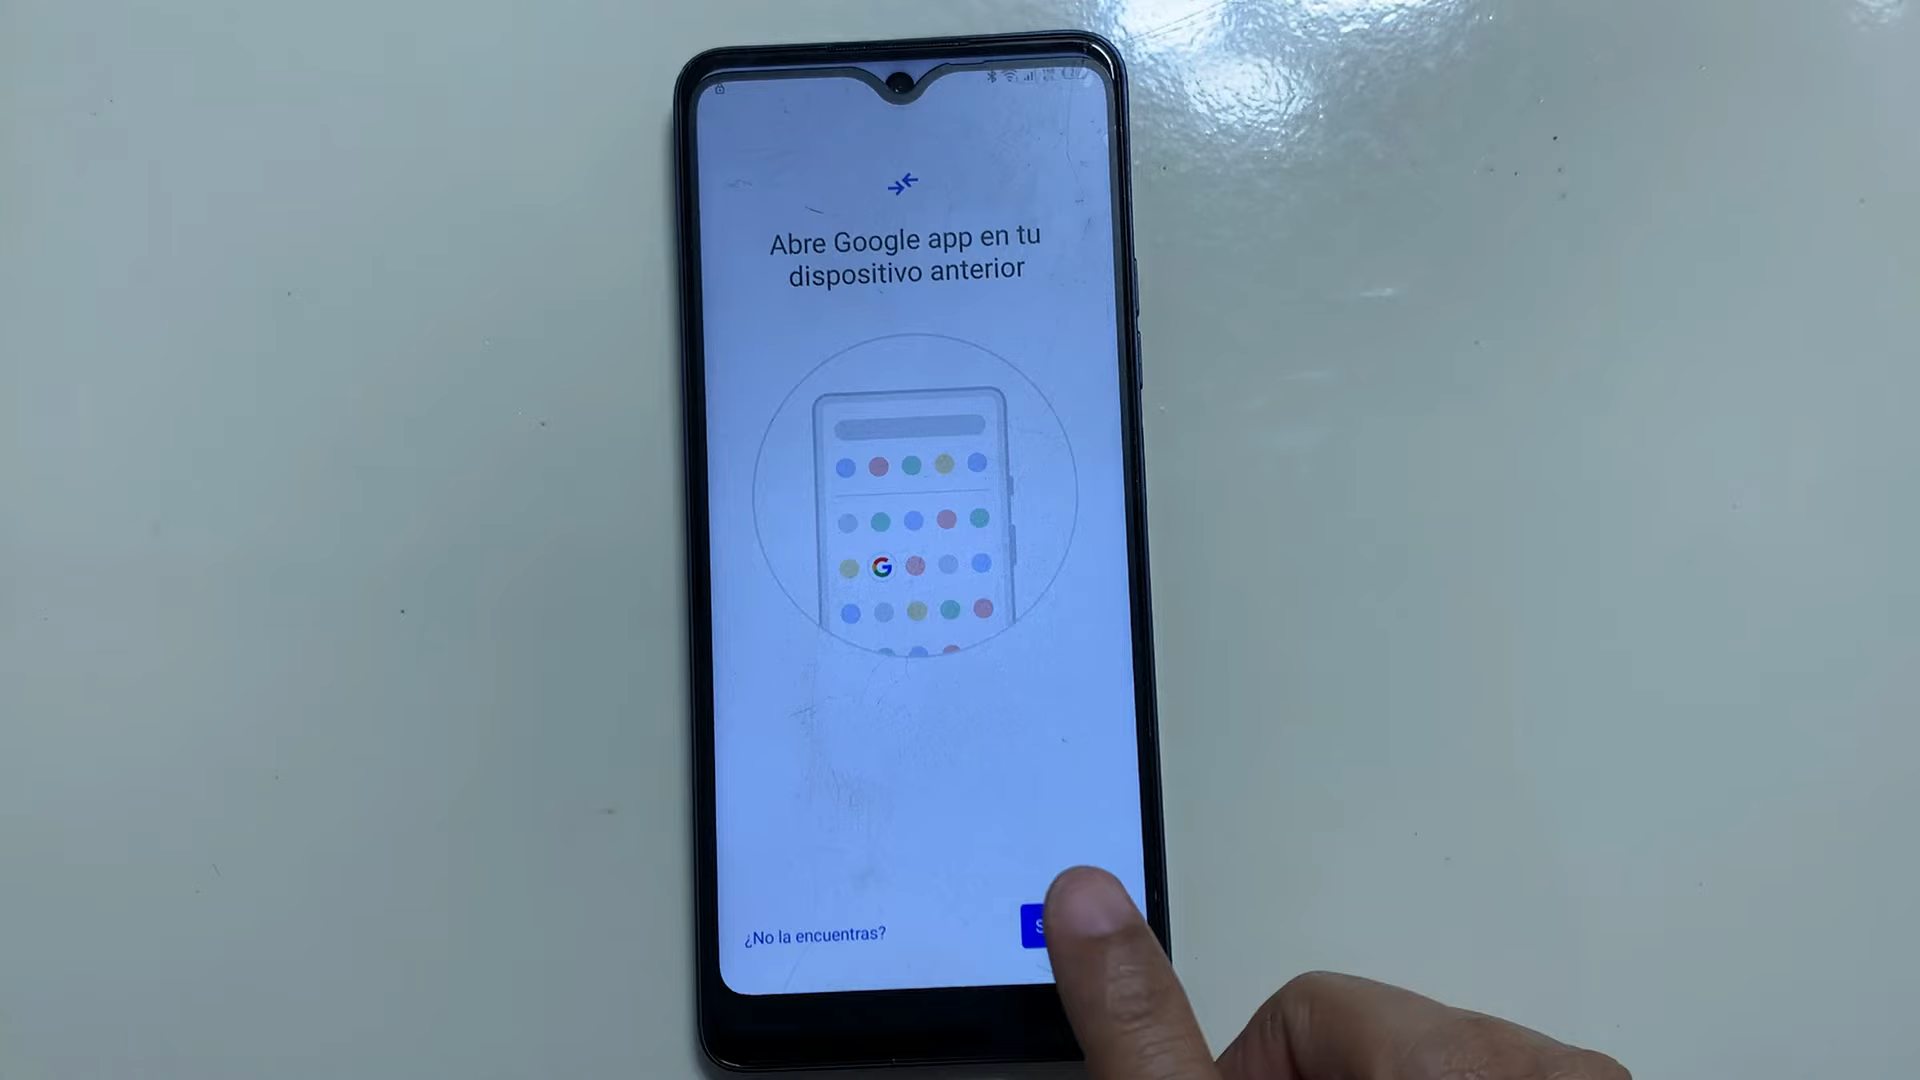 Abre Google app en tu
dispositivo anterior
G
¿No la encuentras?